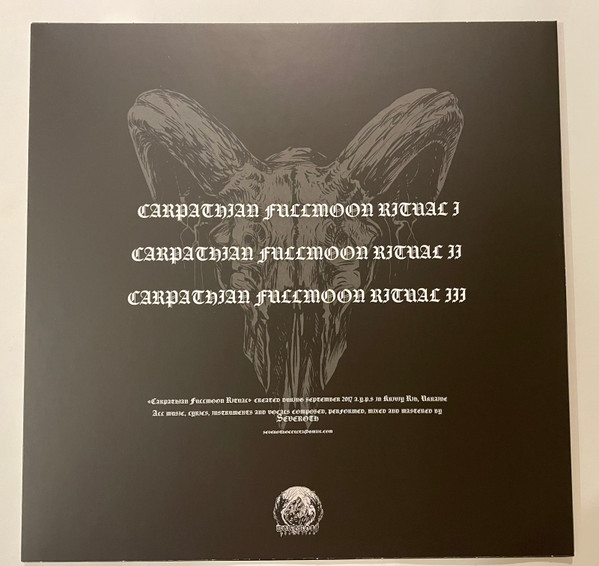 CARPATHIAN FULLMOON RITUAL I
CARPATHIAN FULLMOON RITUAL II
CARPATHIAN FULLMOON RITUAL III
«Carpathian Fullmoon Ritual» created during september 2017 a.y.p.s in Kriviy Rih, Ukraine
All music, lyrics, instruments and vocals composed, performed, mixed and mastered by
Severoth